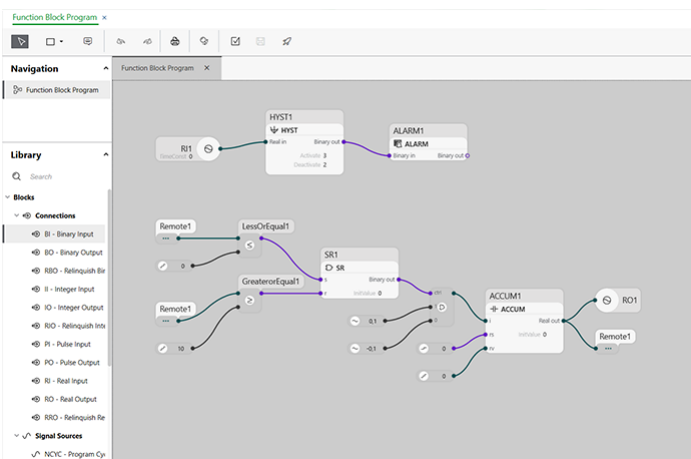 Function Block Program ×
Navigation
Function Block Program
Function Block Program ×
Library
Search
Blocks
Connections
BI - Binary Input
BO - Binary Output
RBO - Relinquish Bir
II - Integer Input
IO - Integer Output
RIO - Relinquish Inte
PI - Pulse Input
PO - Pulse Output
RI - Real Input
RO - Real Output
RRO - Relinquish Re
Signal Sources
NCYC - Program Cy
HYST1
HYST
Real in Binary out
Activate 3
Deactivate 2
RI1
TimeConst 0
ALARM1
ALARM
Binary in Binary out
Remote1
0
LessOrEqual1
≤
GreaterorEqual1
≥
Remote1
10
SR1
SR
s Binary out
r InitValue 0
ctrl
0,1
-0,1
0
0
ACCUM1
ACCUM
i Real out
rs InitValue 0
rv
RO1
Remote1